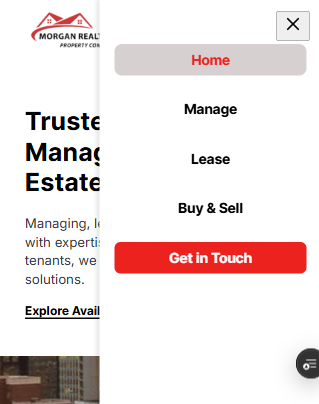 MORGAN REALT
PROPERTY CON
Home
Manage
Lease
Buy & Sell
Get in Touch
Truste
Manag
Estate
Managing, le
with expertis
tenants, we
solutions.
Explore Avail